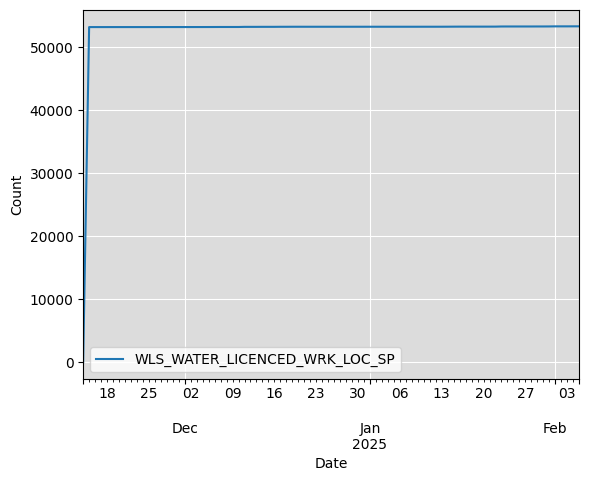 50000
40000
30000
20000
10000
0
Count
WLS_WATER_LICENCED_WRK_LOC_SP
18 25 02 09 16 23 30 06 13 20 27 03
Dec Jan Feb
2025
Date